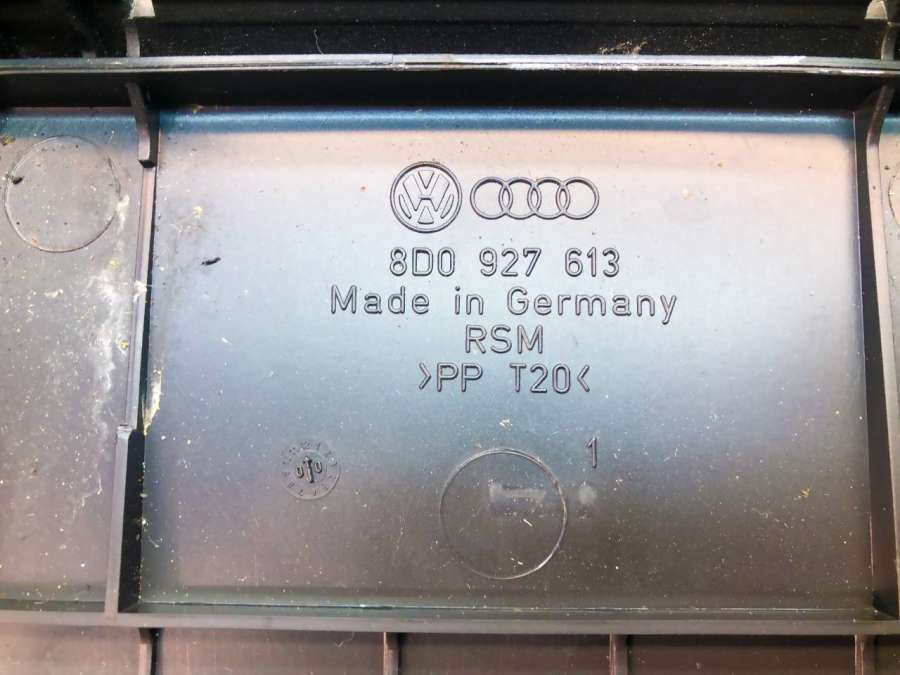 8D0 927 613
Made in Germany
RSM
>PP T20<
1